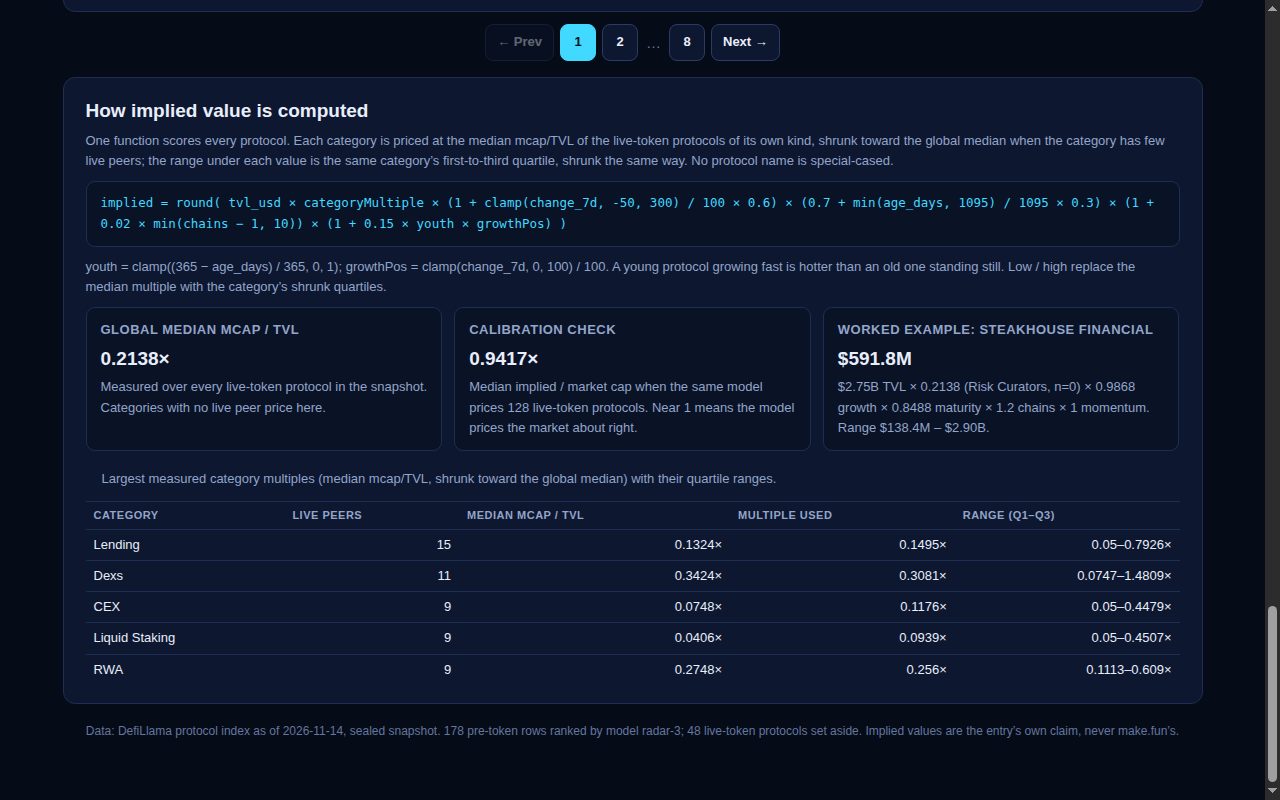 ← Prev 1 2 … 8 Next →
How implied value is computed
One function scores every protocol. Each category is priced at the median mcap/TVL of the live-token protocols of its own kind, shrunk toward the global median when the category has few
live peers; the range under each value is the same category's first-to-third quartile, shrunk the same way. No protocol name is special-cased.
implied = round( tvl_usd × categoryMultiple × (1 + clamp(change_7d, -50, 300) / 100 × 0.6) × (0.7 + min(age_days, 1095) / 1095 × 0.3) × (1 +
0.02 × min(chains − 1, 10)) × (1 + 0.15 × youth × growthPos) )
youth = clamp((365 − age_days) / 365, 0, 1); growthPos = clamp(change_7d, 0, 100) / 100. A young protocol growing fast is hotter than an old one standing still. Low / high replace the
median multiple with the category's shrunk quartiles.
GLOBAL MEDIAN MCAP / TVL
0.2138×
Measured over every live-token protocol in the snapshot.
Categories with no live peer price here.
CALIBRATION CHECK
0.9417×
Median implied / market cap when the same model
prices 128 live-token protocols. Near 1 means the model
prices the market about right.
WORKED EXAMPLE: STEAKHOUSE FINANCIAL
$591.8M
$2.75B TVL × 0.2138 (Risk Curators, n=0) × 0.9868
growth × 0.8488 maturity × 1.2 chains × 1 momentum.
Range $138.4M – $2.90B.
Largest measured category multiples (median mcap/TVL, shrunk toward the global median) with their quartile ranges.
CATEGORY LIVE PEERS MEDIAN MCAP / TVL MULTIPLE USED RANGE (Q1–Q3)
Lending 15 0.1324× 0.1495× 0.05–0.7926×
Dexs 11 0.3424× 0.3081× 0.0747–1.4809×
CEX 9 0.0748× 0.1176× 0.05–0.4479×
Liquid Staking 9 0.0406× 0.0939× 0.05–0.4507×
RWA 9 0.2748× 0.256× 0.1113–0.609×
Data: DefiLlama protocol index as of 2026-11-14, sealed snapshot. 178 pre-token rows ranked by model radar-3; 48 live-token protocols set aside. Implied values are the entry's own claim, never make.fun's.